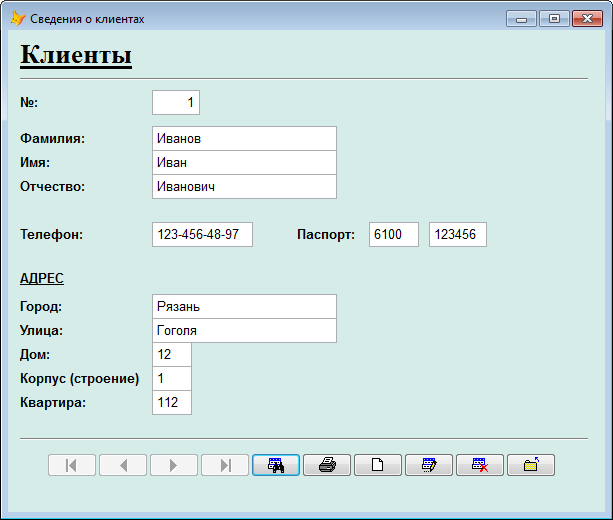 Сведения о клиентах
Клиенты
№: 1
Фамилия: Иванов
Имя: Иван
Отчество: Иванович
Телефон: 123-456-48-97 Паспорт: 6100 123456
АДРЕС
Город: Рязань
Улица: Гоголя
Дом: 12
Корпус (строение) 1
Квартира: 112